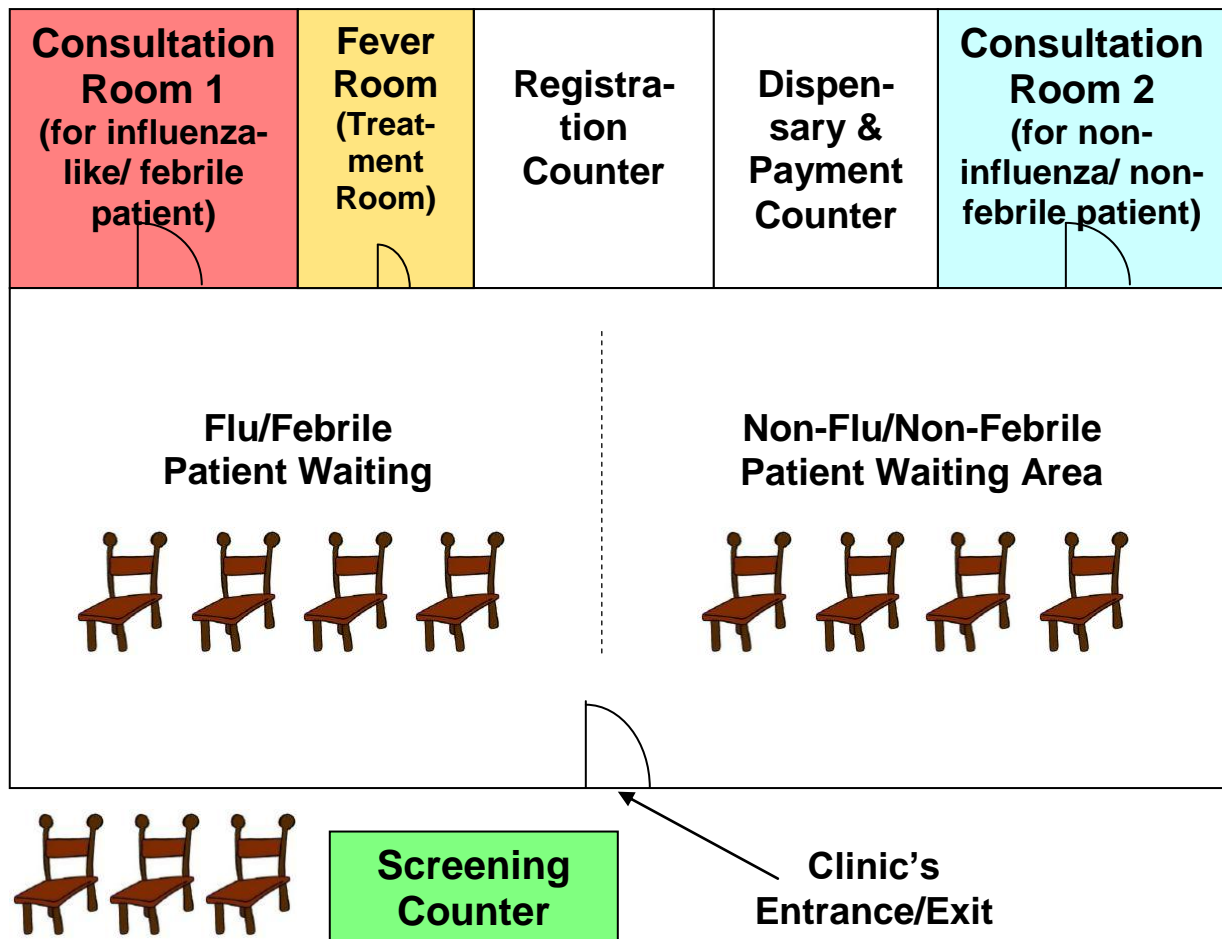 Consultation
Room 1
(for influenza-
like/ febrile
patient)
Fever
Room
(Treat-
ment
Room)
Registra-
tion
Counter
Dispen-
sary &
Payment
Counter
Consultation
Room 2
(for non-
influenza/ non-
febrile patient)
Flu/Febrile
Patient Waiting
Non-Flu/Non-Febrile
Patient Waiting Area
Screening
Counter
Clinic's
Entrance/Exit